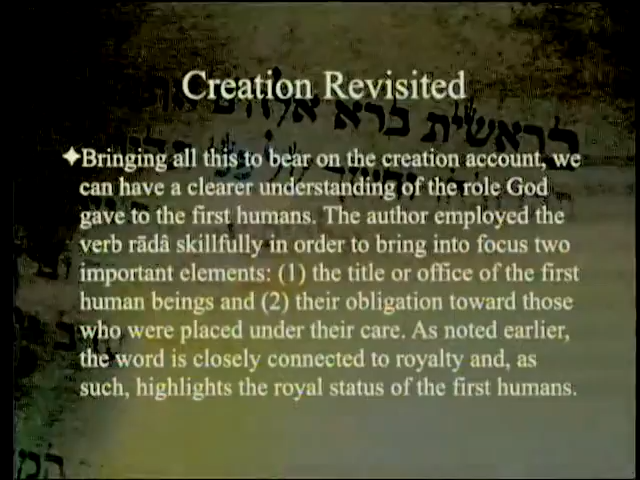 Creation Revisited
בראשית ברא אלהים
✦Bringing all this to bear on the creation account, we
can have a clearer understanding of the role God
gave to the first humans. The author employed the
verb rādâ skillfully in order to bring into focus two
important elements: (1) the title or office of the first
human beings and (2) their obligation toward those
who were placed under their care. As noted earlier,
the word is closely connected to royalty and, as
such, highlights the royal status of the first humans.